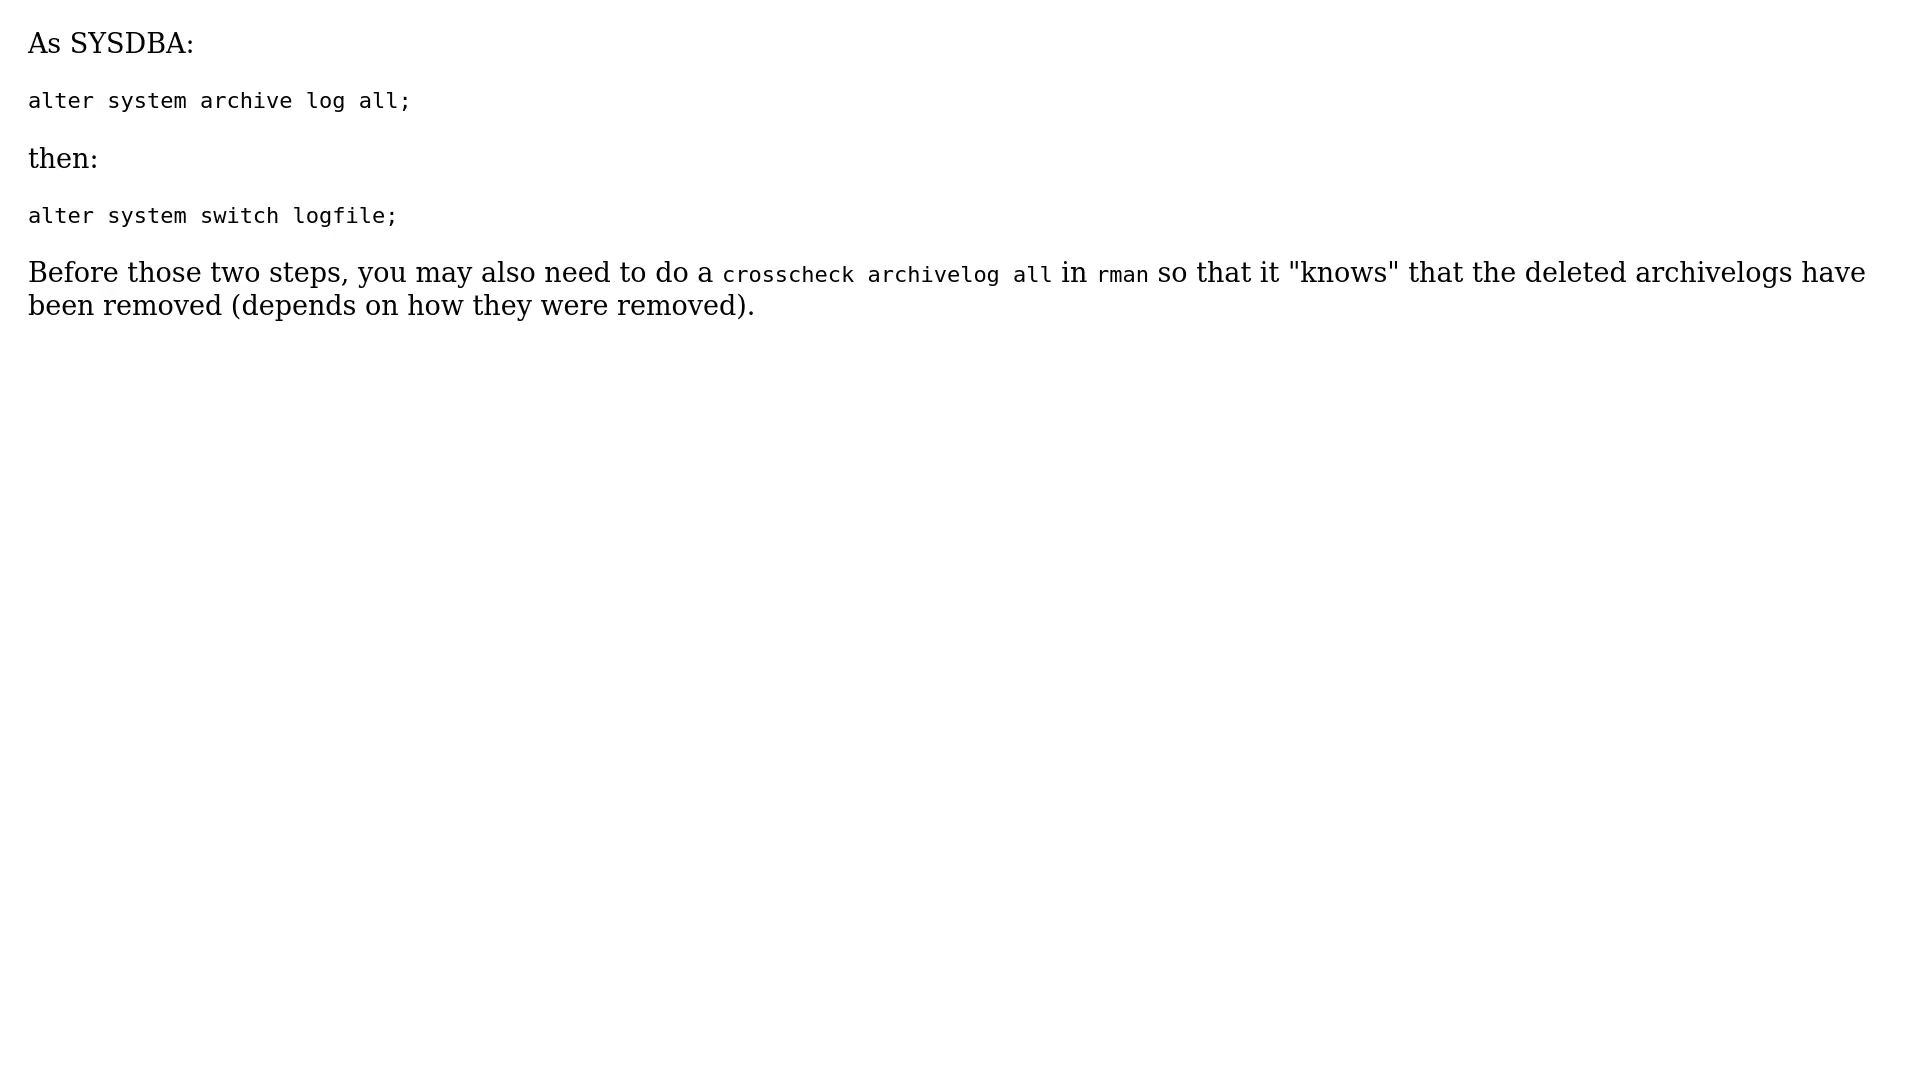 As SYSDBA:
alter system archive log all;
then:
alter system switch logfile;
Before those two steps, you may also need to do a crosscheck archivelog all in rman so that it "knows" that the deleted archivelogs have
been removed (depends on how they were removed).